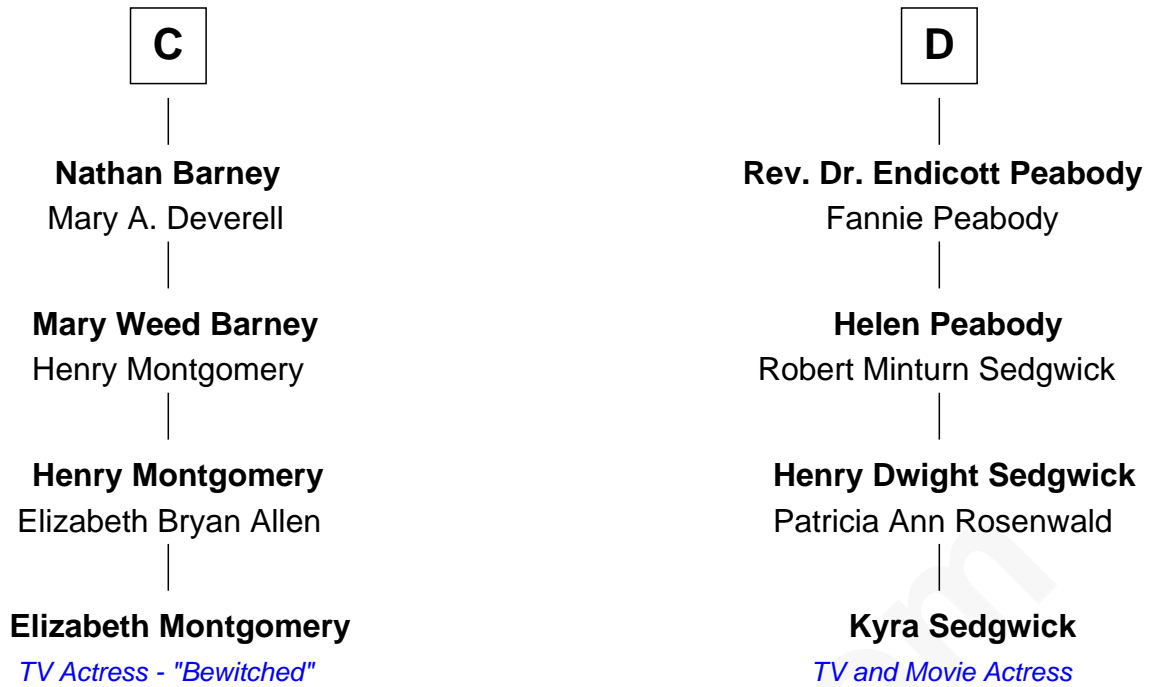 C
Nathan Barney
Mary A. Deverell
Mary Weed Barney
Henry Montgomery
Henry Montgomery
Elizabeth Bryan Allen
Elizabeth Montgomery
TV Actress - "Bewitched"
D
Rev. Dr. Endicott Peabody
Fannie Peabody
Helen Peabody
Robert Minturn Sedgwick
Henry Dwight Sedgwick
Patricia Ann Rosenwald
Kyra Sedgwick
TV and Movie Actress
om